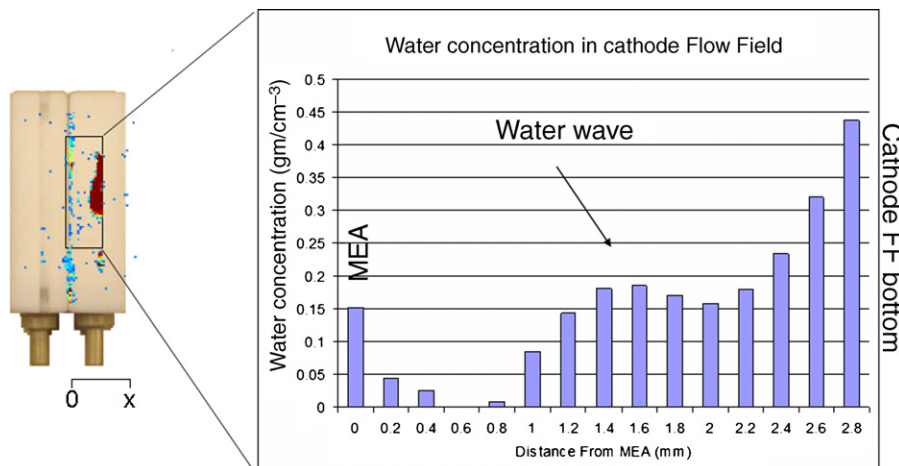 Water concentration in cathode Flow Field
Water concentration (gm/cm⁻³)
0.5
0.45
0.4
0.35
0.3
0.25
0.2
0.15
0.1
0.05
0
Water wave
MEA
Cathode FF bottom
0 0.2 0.4 0.6 0.8 1 1.2 1.4 1.6 1.8 2 2.2 2.4 2.6 2.8
Distance From MEA (mm)
0 x